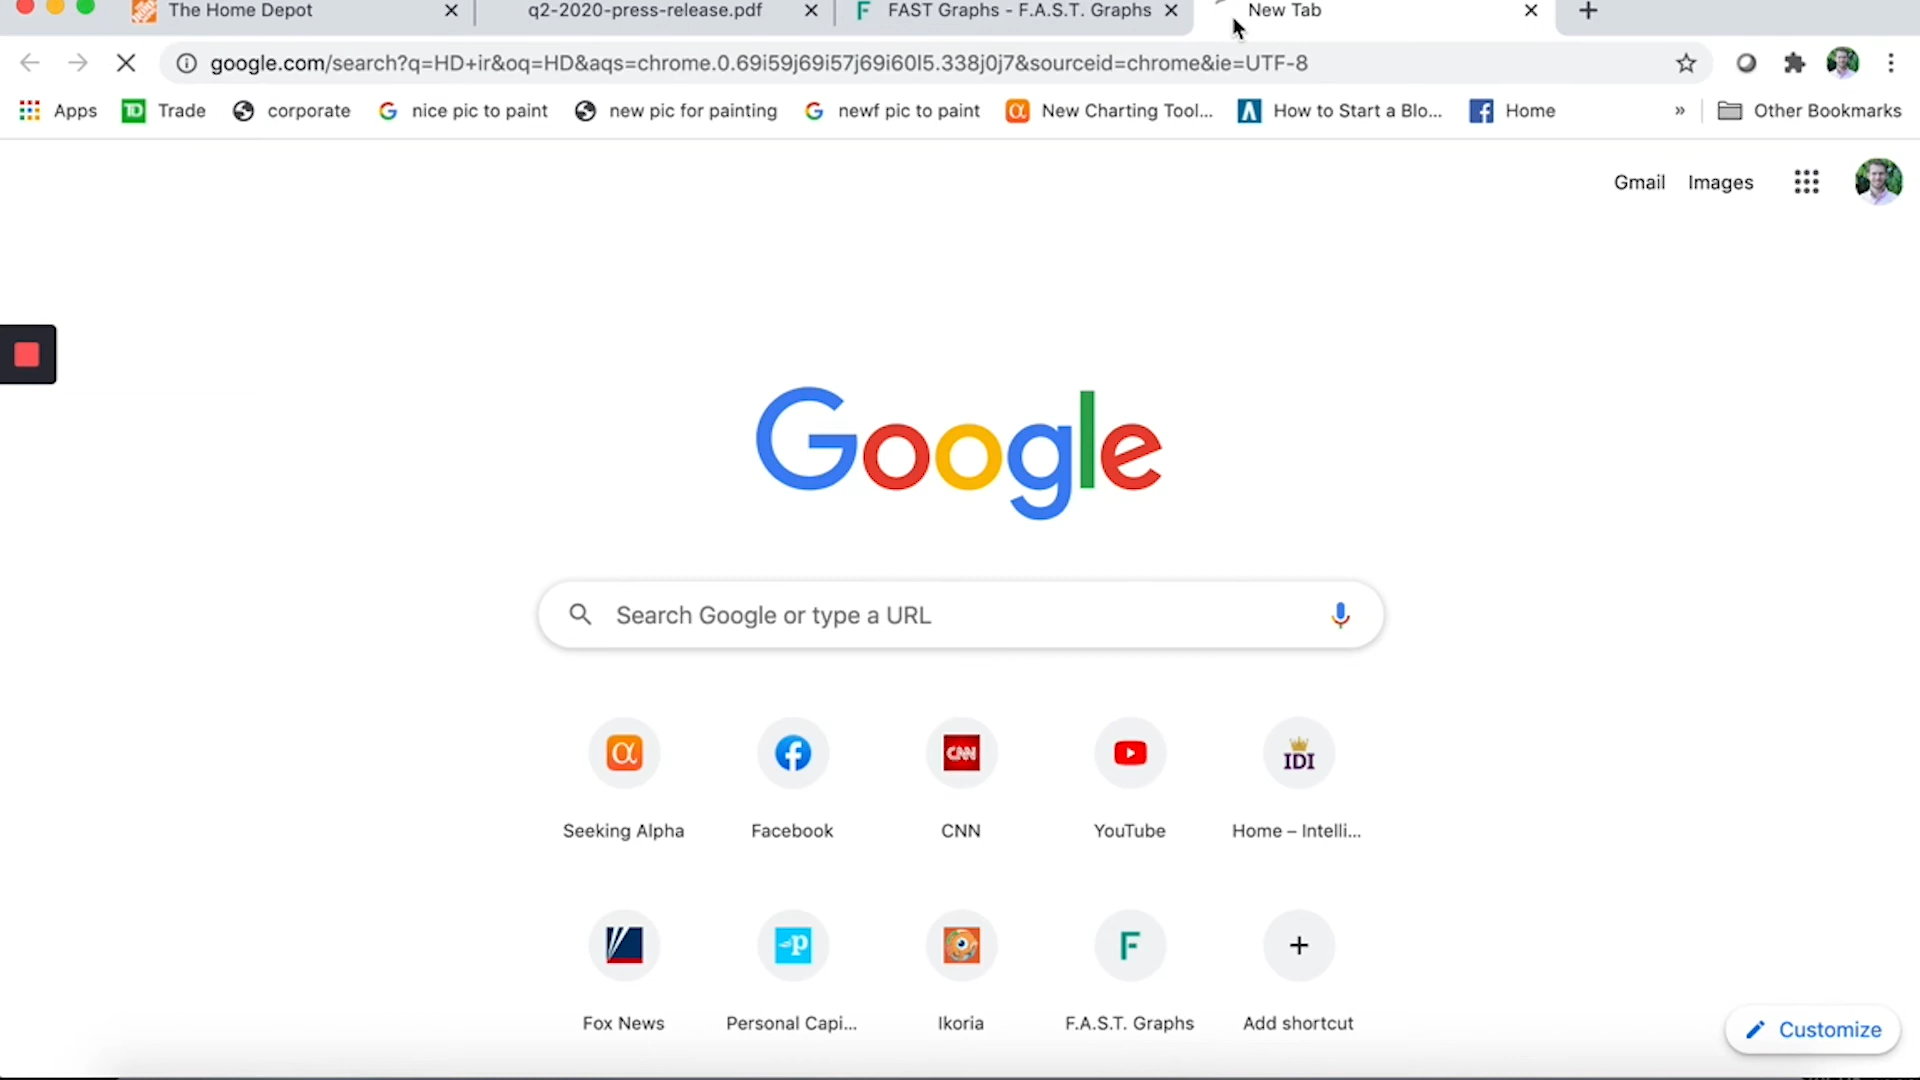 The Home Depot
q2-2020-press-release.pdf
FAST Graphs - F.A.S.T. Graphs
New Tab
google.com/search?q=HD+ir&oq=HD&aqs=chrome.0.69i59j69i57j69i60l5.338j0j7&sourceid=chrome&ie=UTF-8
Apps
TD Trade
corporate
nice pic to paint
new pic for painting
newf pic to paint
New Charting Tool...
How to Start a Blo...
Home
»
Other Bookmarks
Gmail
Images
Google
Search Google or type a URL
CNN
IDI
Seeking Alpha
Facebook
CNN
YouTube
Home – Intelli...
Fox News
Personal Capi...
Ikoria
F.A.S.T. Graphs
Add shortcut
Customize